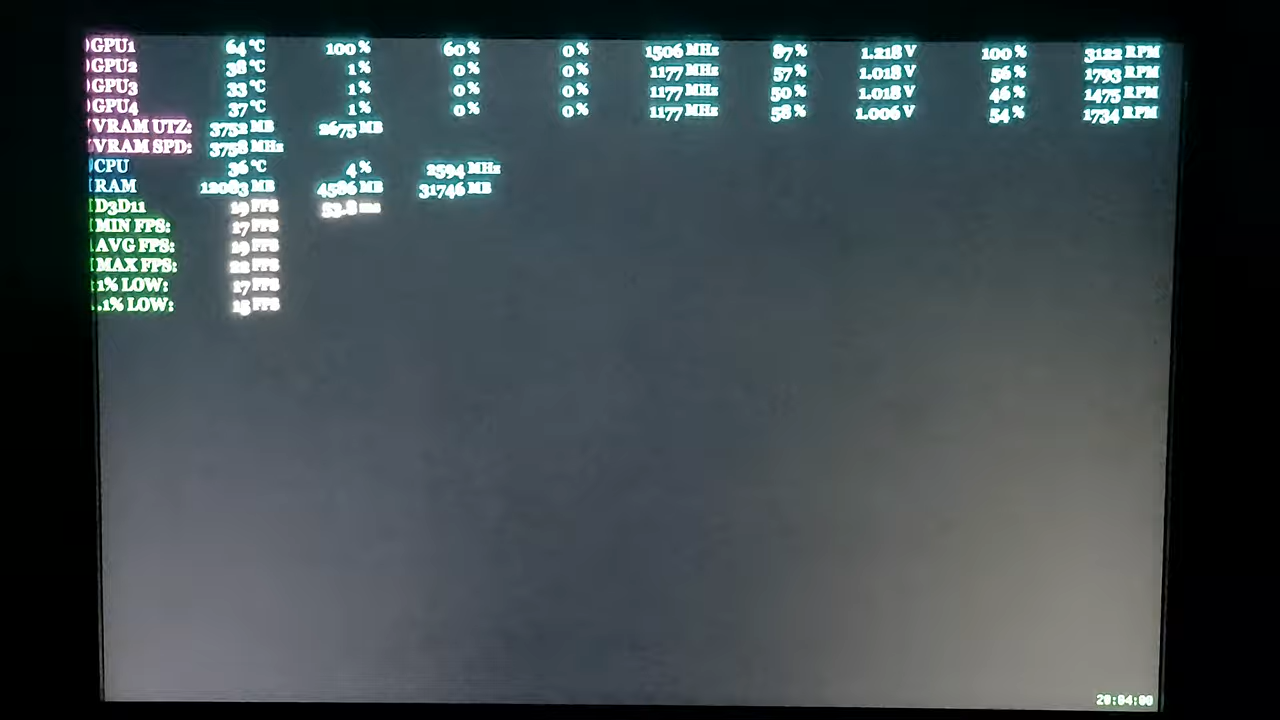 GPU1 64 °C 100 % 60 % 0 % 1506 MHz 87 % 1.218 V 100 % 3122 RPM
GPU2 38 °C 1 % 0 % 0 % 1177 MHz 57 % 1.018 V 56 % 1793 RPM
GPU3 33 °C 1 % 0 % 0 % 1177 MHz 50 % 1.018 V 46 % 1475 RPM
GPU4 37 °C 1 % 0 % 0 % 1177 MHz 58 % 1.006 V 54 % 1734 RPM
VRAM UTZ: 3752 MB 2675 MB
VRAM SPD: 3758 MHz
CPU 36 °C 4 % 2594 MHz
RAM 12083 MB 4586 MB 31746 MB
D3D11 19 FPS 53.8 ms
MIN FPS: 17 FPS
AVG FPS: 19 FPS
MAX FPS: 22 FPS
1% LOW: 17 FPS
.1% LOW: 15 FPS
20:04:00